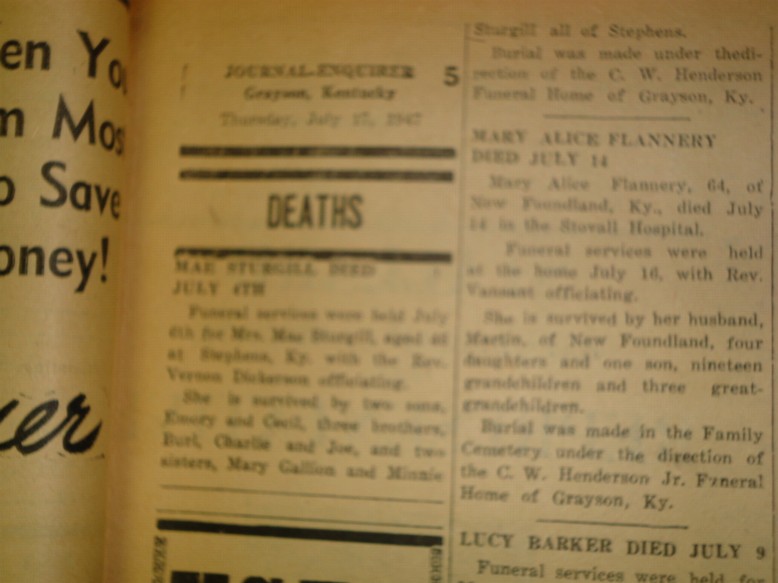 en You
m Mos
o Save
oney!
er
JOURNAL-ENQUIRER 5
Grayson, Kentucky
Thursday, July 17, 1947
DEATHS
MAE STURGILL DIED
JULY 4TH
Funeral services were held July
6th for Mrs. Mae Sturgill, aged
at Stephens, Ky. with the Rev.
Vernon Dickerson officiating.
She is survived by two sons,
Emory and Cecil, three brothers,
Burl, Charlie and Joe, and two
sisters, Mary Gallion and Minnie
Sturgill all of Stephens.
Burial was made under thedi-
rection of the C. W. Henderson
Funeral Home of Grayson, Ky.
MARY ALICE FLANNERY
DIED JULY 14
Mary Alice Flannery, 64, of
New Foundland, Ky., died July
14 in the Stovall Hospital.
Funeral services were held
at the home July 16, with Rev.
Vansant officiating.
She is survived by her husband,
Martin, of New Foundland, four
daughters and one son, nineteen
grandchildren and three great-
grandchildren.
Burial was made in the Family
Cemetery under the direction of
the C. W. Henderson Jr. Funeral
Home of Grayson, Ky.
LUCY BARKER DIED JULY 9
Funeral services were held for